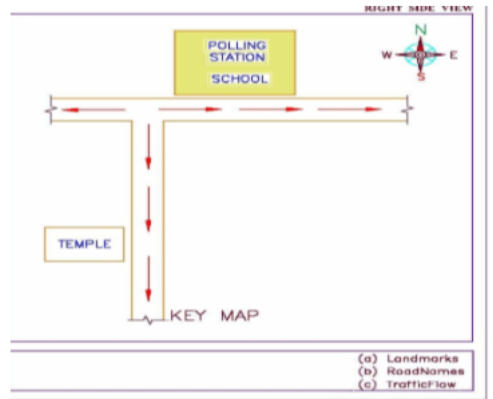 RIGHT SIDE VIEW
N
W E
S
POLLING
STATION
SCHOOL
TEMPLE
KEY MAP
(a) Landmarks
(b) RoadNames
(c) TrafficFlow